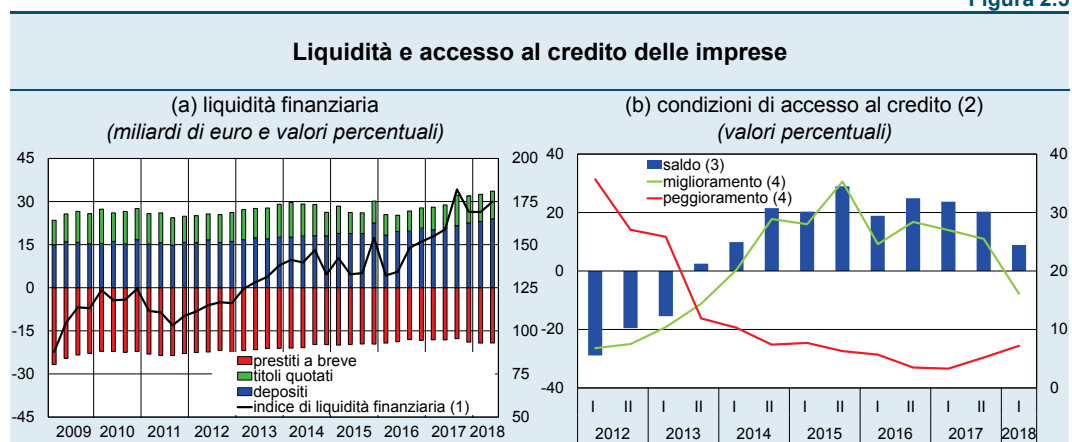 Figura 2.5
Liquidità e accesso al credito delle imprese
(a) liquidità finanziaria
(miliardi di euro e valori percentuali)
45 200
30 175
15 150
0 125
-15 100
-30 75
-45 50
prestiti a breve
titoli quotati
depositi
indice di liquidità finanziaria (1)
2009 2010 2011 2012 2013 2014 2015 2016 2017 2018
(b) condizioni di accesso al credito (2)
(valori percentuali)
40 40
20 30
0 20
-20 10
-40 0
saldo (3)
miglioramento (4)
peggioramento (4)
I II I II I II I II I II I II I
2012 2013 2014 2015 2016 2017 2018